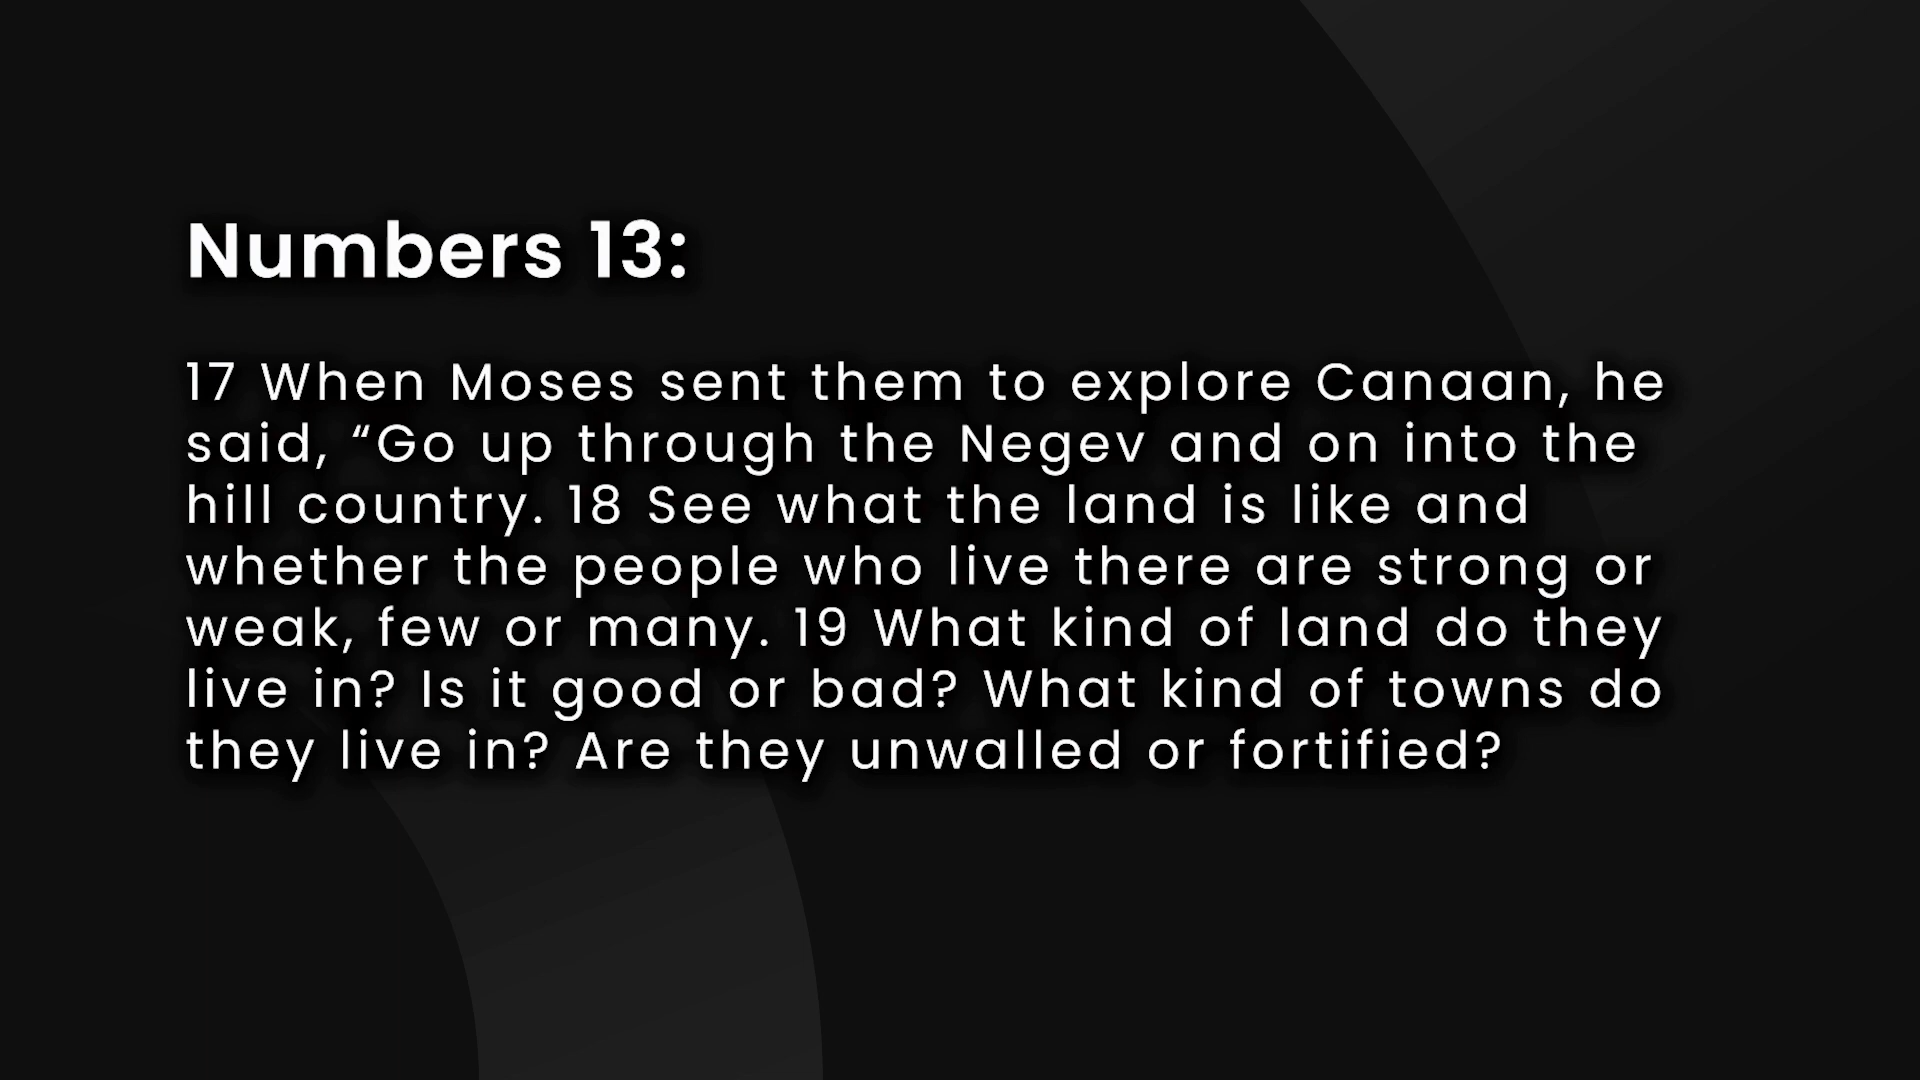 Numbers 13:
17 When Moses sent them to explore Canaan, he
said, “Go up through the Negev and on into the
hill country. 18 See what the land is like and
whether the people who live there are strong or
weak, few or many. 19 What kind of land do they
live in? Is it good or bad? What kind of towns do
they live in? Are they unwalled or fortified?